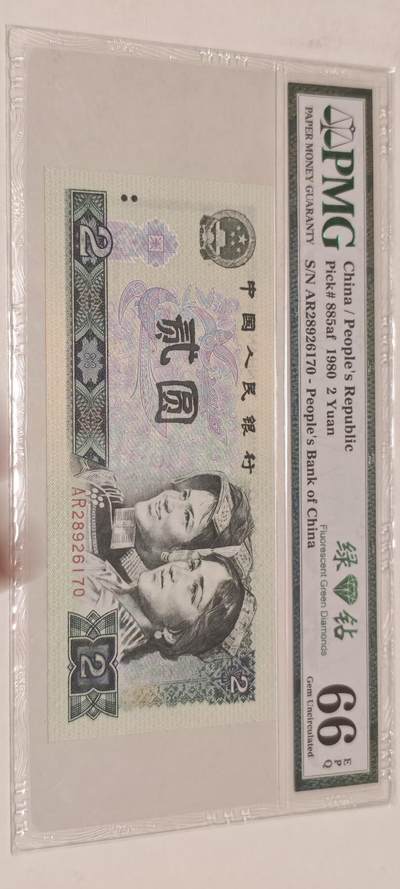 PMG
PAPER MONEY GUARANTY
China / People's Republic
Pick# 885af 1980 2 Yuan
S/N AR28926170 - People's Bank of China
绿钻
Fluorescent Green Diamonds
66
EPQ
Gem Uncirculated
中国人民银行
贰圆
2
AR28926170
2
2